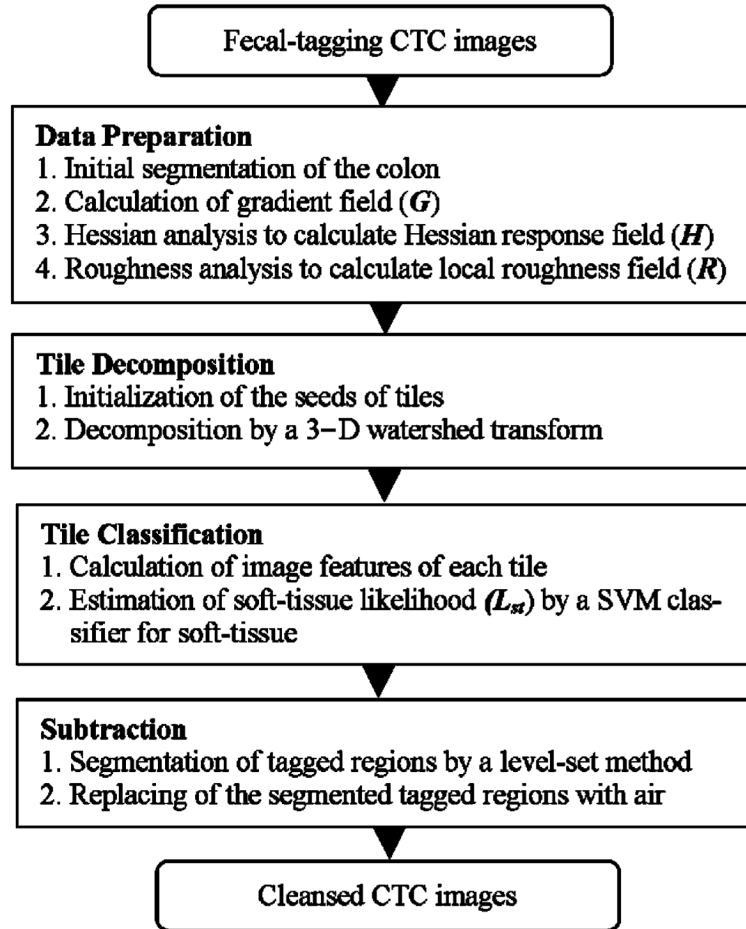 Fecal-tagging CTC images
Data Preparation
1. Initial segmentation of the colon
2. Calculation of gradient field (G)
3. Hessian analysis to calculate Hessian response field (H)
4. Roughness analysis to calculate local roughness field (R)
Tile Decomposition
1. Initialization of the seeds of tiles
2. Decomposition by a 3−D watershed transform
Tile Classification
1. Calculation of image features of each tile
2. Estimation of soft-tissue likelihood (Lst) by a SVM clas-
sifier for soft-tissue
Subtraction
1. Segmentation of tagged regions by a level-set method
2. Replacing of the segmented tagged regions with air
Cleansed CTC images